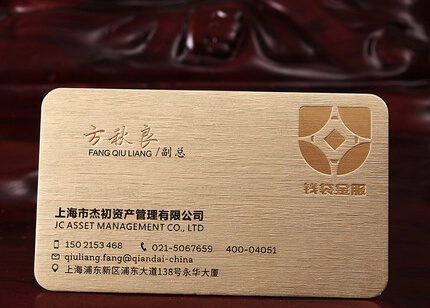 方秋良
FANG QIU LIANG /副总
钱袋金服
上海市杰初资产管理有限公司
JC ASSET MANAGEMENT CO., LTD
150 2153 468 021-5067659 400-04051
qiuliang.fang@qiandai-china
上海浦东新区浦东大道138号永华大厦